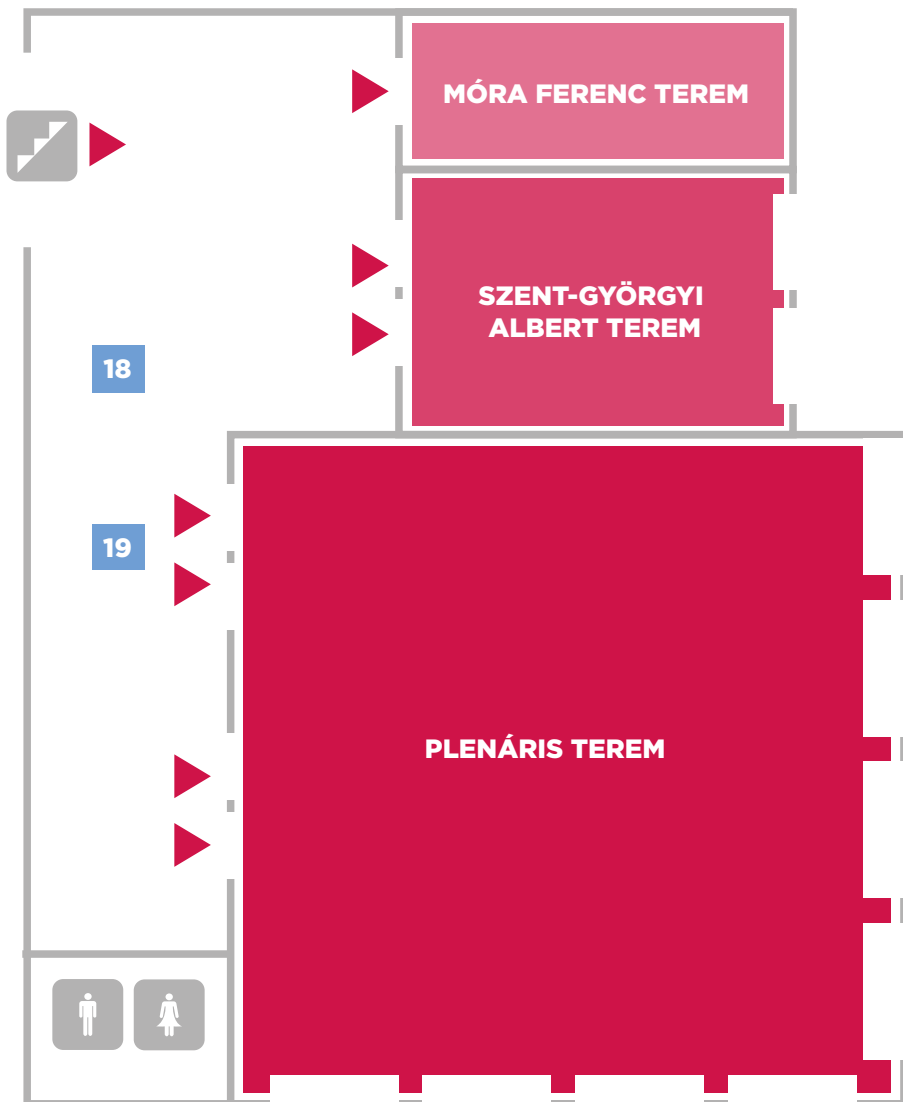 MÓRA FERENC TEREM
SZENT-GYÖRGYI
ALBERT TEREM
18
19
PLENÁRIS TEREM